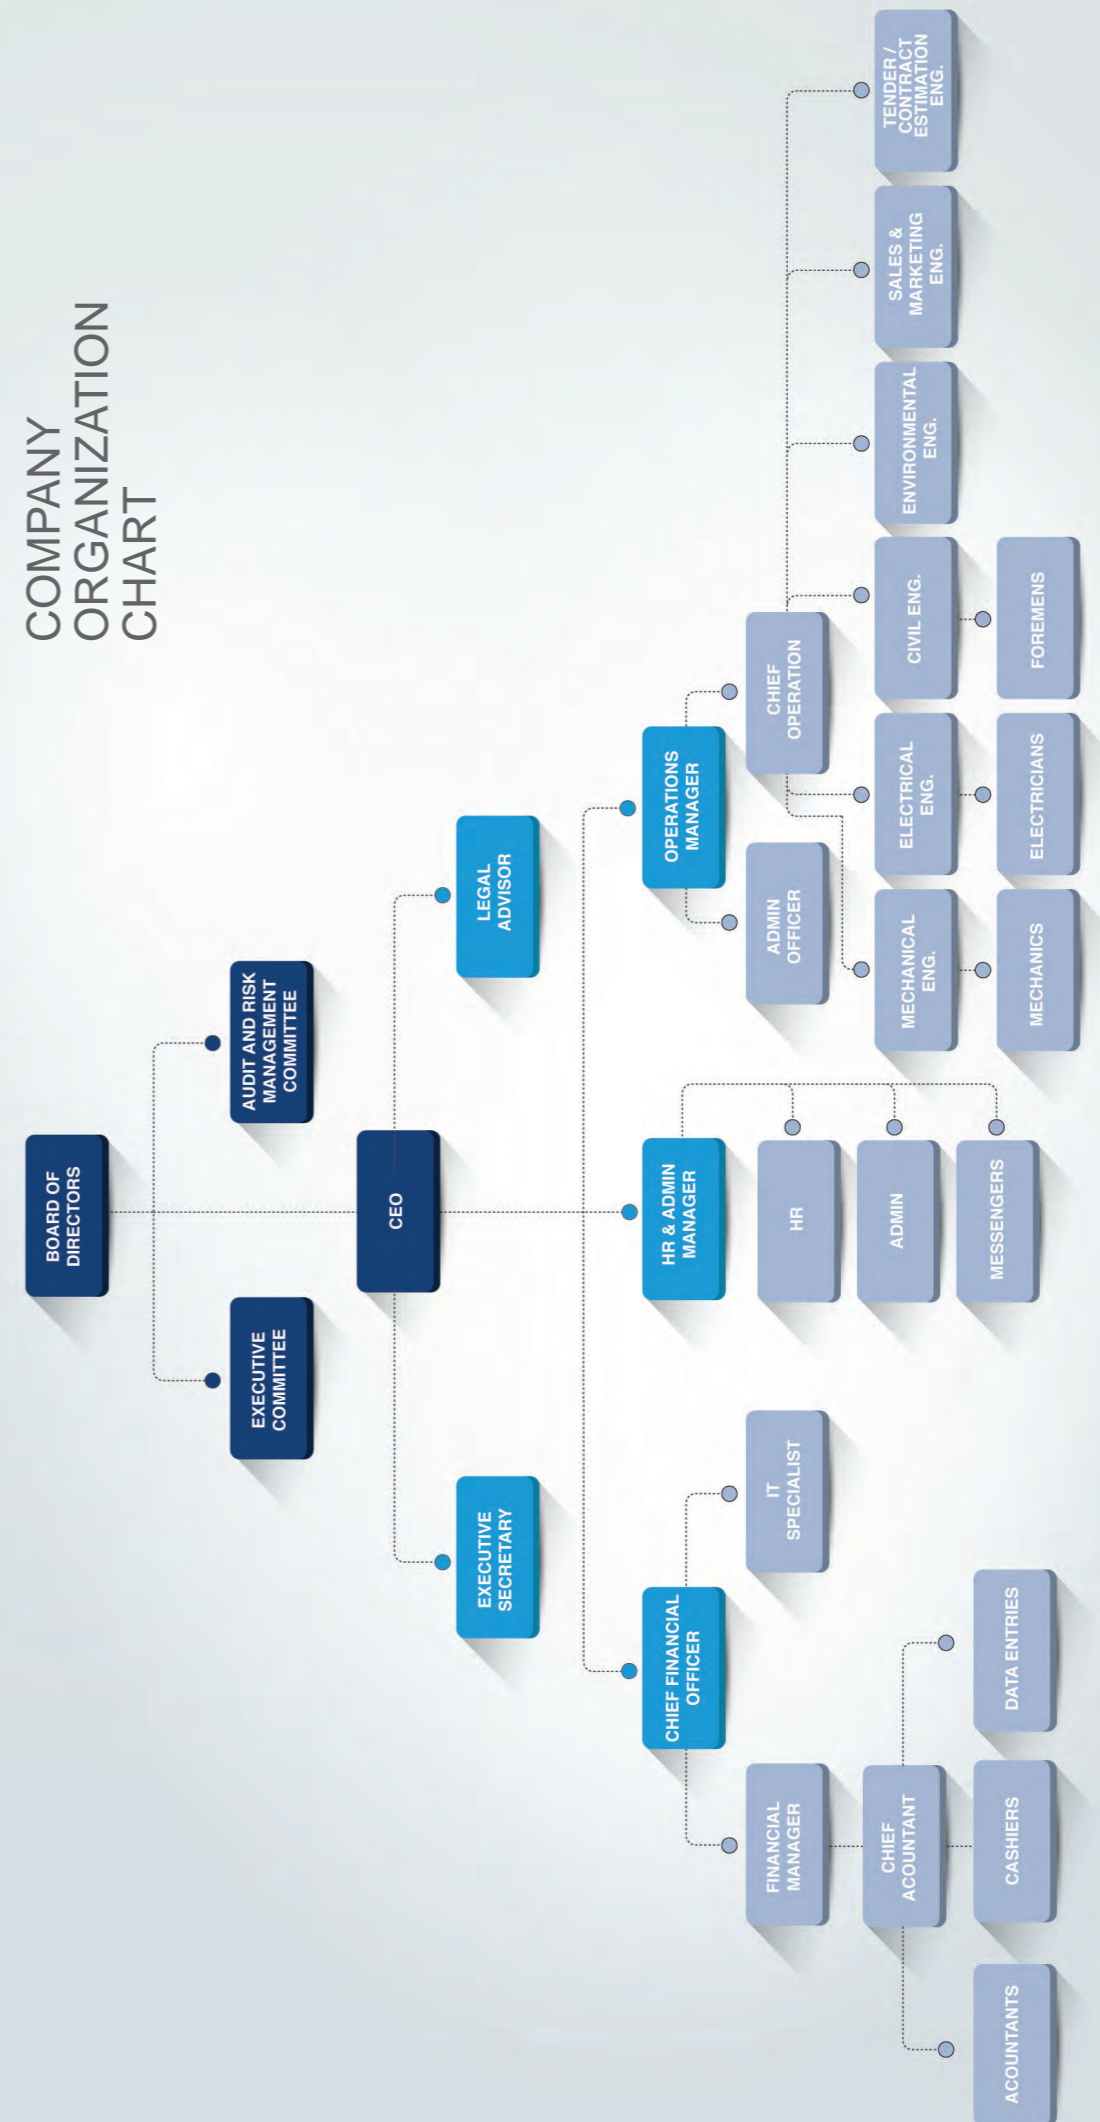 COMPANY
ORGANIZATION
CHART
BOARD OF
DIRECTORS
EXECUTIVE
COMMITTEE
AUDIT AND RISK
MANAGEMENT
COMMITTEE
CEO
EXECUTIVE
SECRETARY
LEGAL
ADVISOR
CHIEF FINANCIAL
OFFICER
HR & ADMIN
MANAGER
OPERATIONS
MANAGER
FINANCIAL
MANAGER
IT
SPECIALIST
HR
ADMIN
OFFICER
CHIEF
OPERATION
CHIEF
ACOUNTANT
ADMIN
MECHANICAL
ENG.
ELECTRICAL
ENG.
CIVIL ENG.
ENVIRONMENTAL
ENG.
SALES &
MARKETING
ENG.
TENDER /
CONTRACT
ESTIMATION
ENG.
ACOUNTANTS
CASHIERS
DATA ENTRIES
MESSENGERS
MECHANICS
ELECTRICIANS
FOREMENS